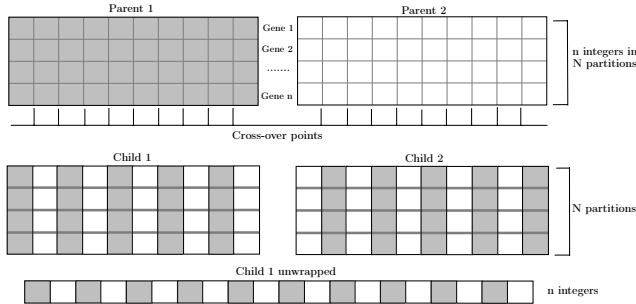 Parent 1
Parent 2
Gene 1
Gene 2
.......
Gene n
n integers in
N partitions
Cross-over points
Child 1
Child 2
N partitions
Child 1 unwrapped
n integers